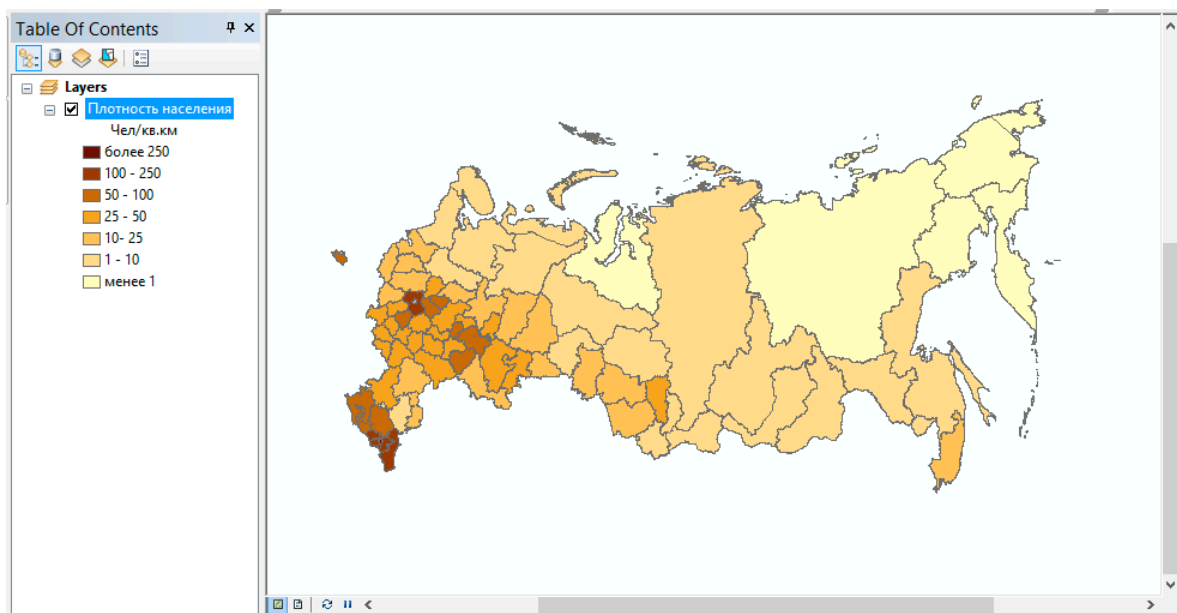 Table Of Contents
Layers
Плотность населения
Чел/кв.км
более 250
100 - 250
50 - 100
25 - 50
10- 25
1 - 10
менее 1